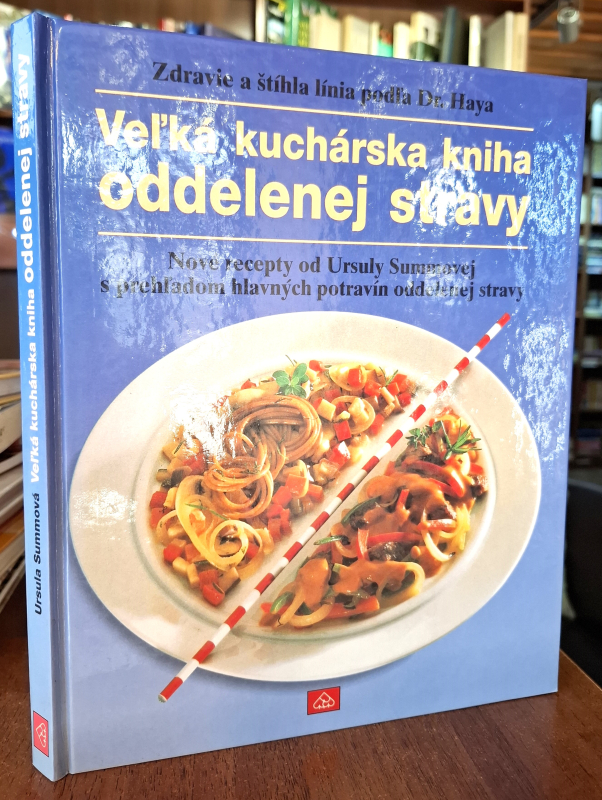 Zdravie a štíhla línia podľa Dr. Haya
Veľká kuchárska kniha
oddelenej stravy
Nové recepty od Ursuly Summovej
s prehľadom hlavných potravín oddelenej stravy
Ursula Summová Veľká kuchárska kniha oddelenej stravy